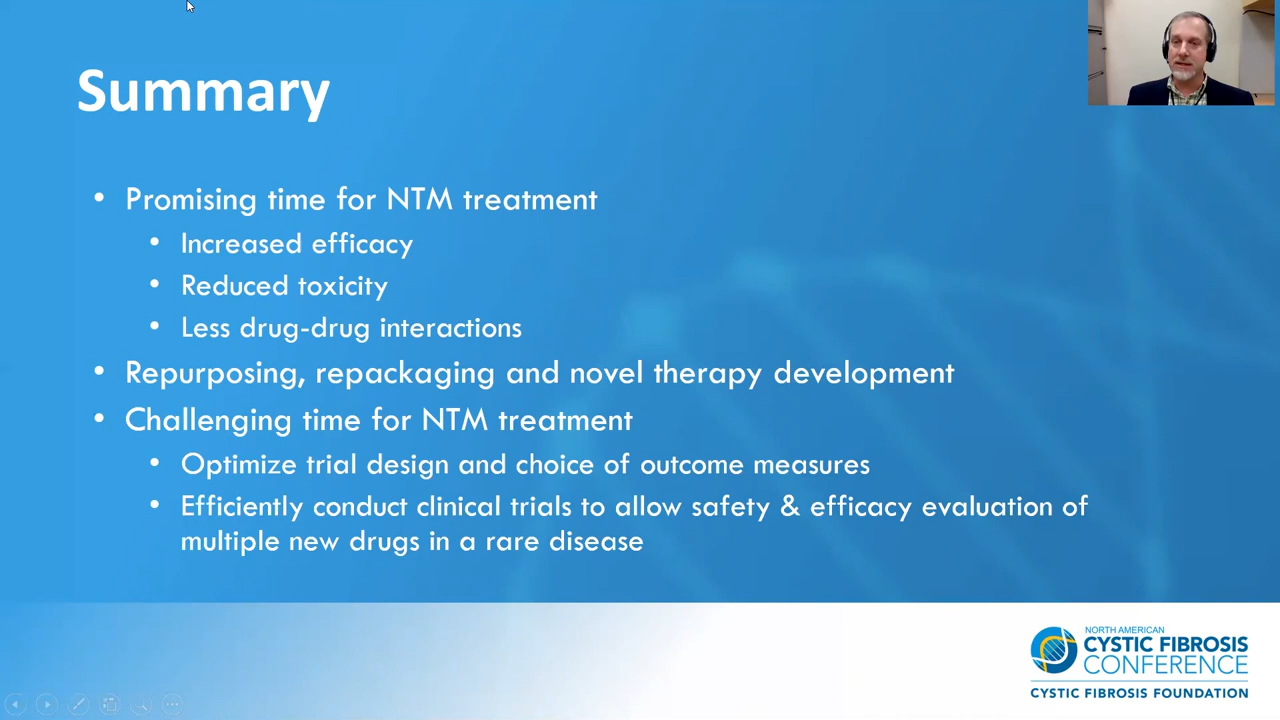 Summary
• Promising time for NTM treatment
• Increased efficacy
• Reduced toxicity
• Less drug-drug interactions
• Repurposing, repackaging and novel therapy development
• Challenging time for NTM treatment
• Optimize trial design and choice of outcome measures
• Efficiently conduct clinical trials to allow safety & efficacy evaluation of
multiple new drugs in a rare disease
NORTH AMERICAN
CYSTIC FIBROSIS
CONFERENCE
CYSTIC FIBROSIS FOUNDATION